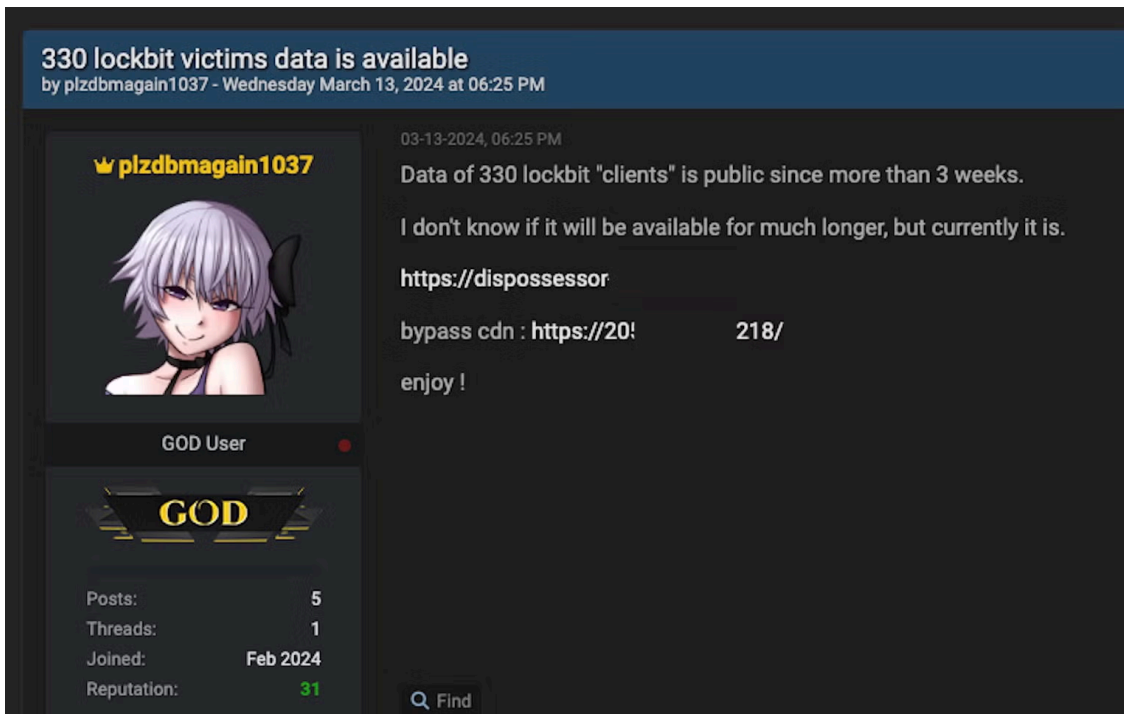 330 lockbit victims data is available
by plzdbmagain1037 - Wednesday March 13, 2024 at 06:25 PM
plzdbmagain1037
GOD User
GOD
Posts: 5
Threads: 1
Joined: Feb 2024
Reputation: 31
03-13-2024, 06:25 PM
Data of 330 lockbit "clients" is public since more than 3 weeks.
I don't know if it will be available for much longer, but currently it is.
https://dispossessor
bypass cdn : https://20 218/
enjoy !
Find